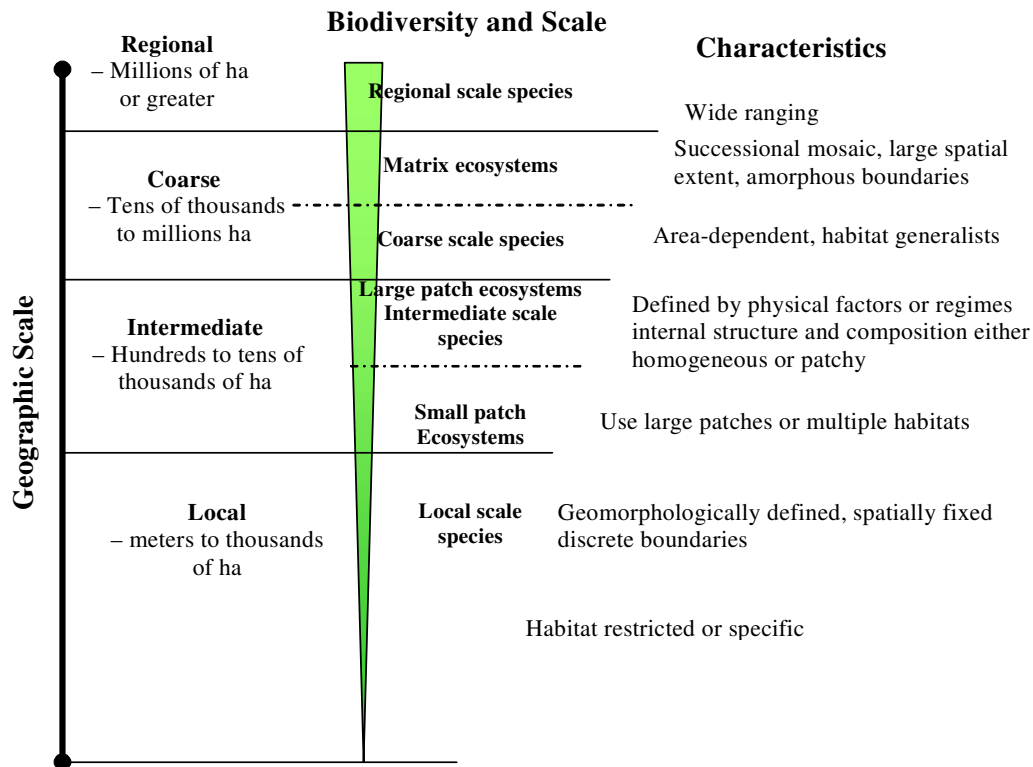 Biodiversity and Scale
Characteristics
Geographic Scale
Regional
– Millions of ha
or greater
Regional scale species
Wide ranging
Coarse
– Tens of thousands
to millions ha
Matrix ecosystems
Successional mosaic, large spatial
extent, amorphous boundaries
Coarse scale species
Area-dependent, habitat generalists
Intermediate
– Hundreds to tens of
thousands of ha
Large patch ecosystems
Intermediate scale
species
Defined by physical factors or regimes
internal structure and composition either
homogeneous or patchy
Small patch
Ecosystems
Use large patches or multiple habitats
Local
– meters to thousands
of ha
Local scale
species
Geomorphologically defined, spatially fixed
discrete boundaries
Habitat restricted or specific